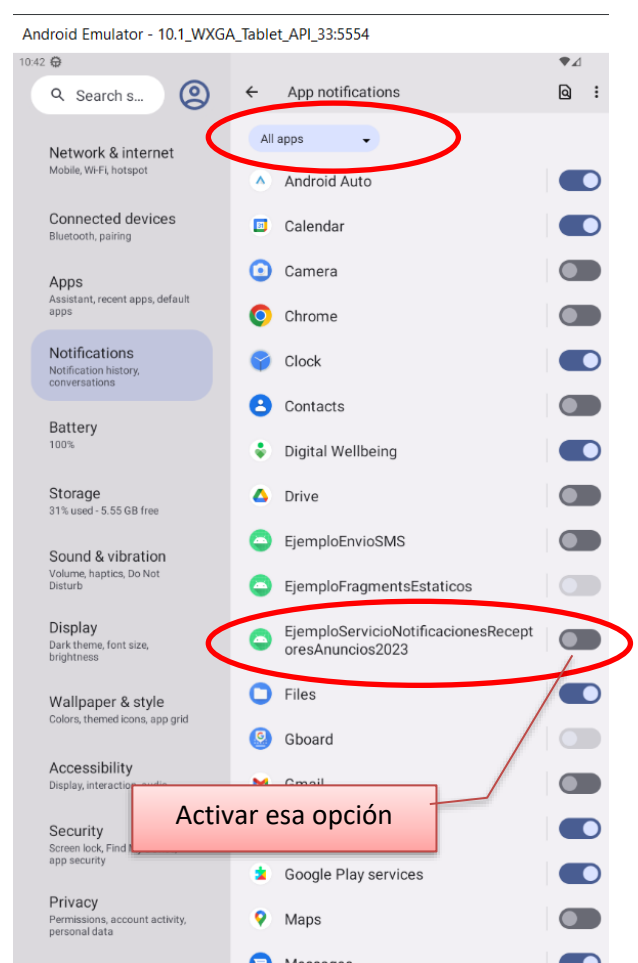 Android Emulator - 10.1_WXGA_Tablet_API_33:5554
10:42
Search s...
Network & internet
Mobile, Wi-Fi, hotspot
Connected devices
Bluetooth, pairing
Apps
Assistant, recent apps, default
apps
Notifications
Notification history,
conversations
Battery
100%
Storage
31% used - 5.55 GB free
Sound & vibration
Volume, haptics, Do Not
Disturb
Display
Dark theme, font size,
brightness
Wallpaper & style
Colors, themed icons, app grid
Accessibility
Display, interaction, audio
Security
Screen lock, Find
app security
Privacy
Permissions, account activity,
personal data
App notifications
All apps
Android Auto
Calendar
31
Camera
Chrome
Clock
Contacts
Digital Wellbeing
Drive
EjemploEnvioSMS
EjemploFragmentsEstaticos
EjemploServicioNotificacionesRecept
oresAnuncios2023
Files
Gboard
Gmail
Activar esa opción
Google Play services
Maps
Messages